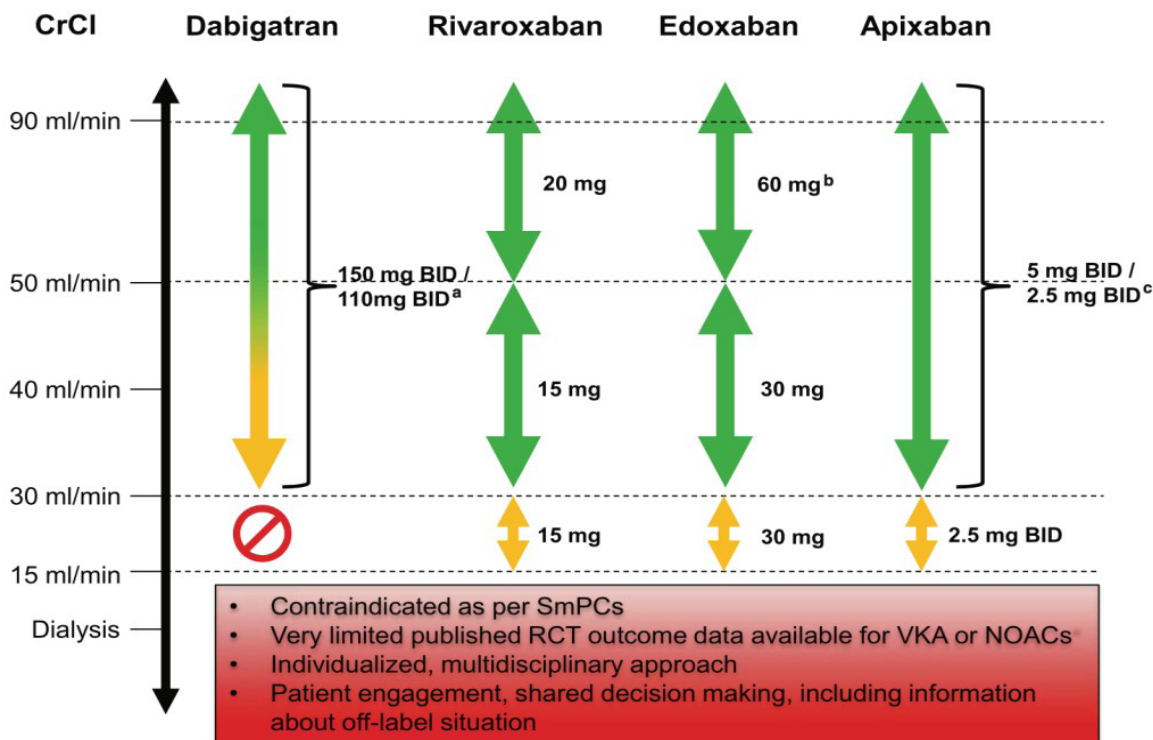 CrCl Dabigatran Rivaroxaban Edoxaban Apixaban
90 ml/min
20 mg 60 mgᵇ
50 ml/min
150 mg BID /
110mg BIDᵃ
5 mg BID /
2.5 mg BIDᶜ
40 ml/min
15 mg 30 mg
30 ml/min
15 mg 30 mg 2.5 mg BID
15 ml/min
Dialysis
• Contraindicated as per SmPCs
• Very limited published RCT outcome data available for VKA or NOACs
• Individualized, multidisciplinary approach
• Patient engagement, shared decision making, including information
about off-label situation